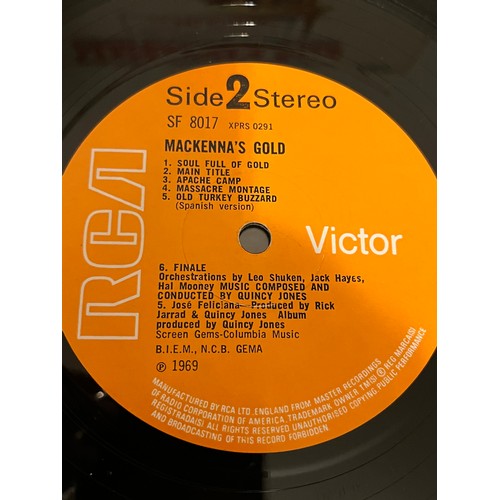 Side 2 Stereo
SF 8017 XPRS 0291
MACKENNA'S GOLD
1. SOUL FULL OF GOLD
2. MAIN TITLE
3. APACHE CAMP
4. MASSACRE MONTAGE
5. OLD TURKEY BUZZARD
(Spanish version)
RCA
Victor
6. FINALE
Orchestrations by Leo Shuken, Jack Hayes,
Hal Mooney MUSIC COMPOSED AND
CONDUCTED BY QUINCY JONES
5. José Feliciano Produced by Rick
Jarrad & Quincy Jones Album
produced by Quincy Jones
Screen Gems-Columbia Music
B.I.E.M., N.C.B. GEMA
℗ 1969
MANUFACTURED BY RCA LTD. ENGLAND FROM MASTER RECORDINGS
OF RADIO CORPORATION OF AMERICA. TRADEMARK OWNER TM(S) ® REG MARCA(S)
REGISTRADA(S) ALL RIGHTS RESERVED UNAUTHORISED COPYING PUBLIC PERFORMANCE
AND BROADCASTING OF THIS RECORD FORBIDDEN.